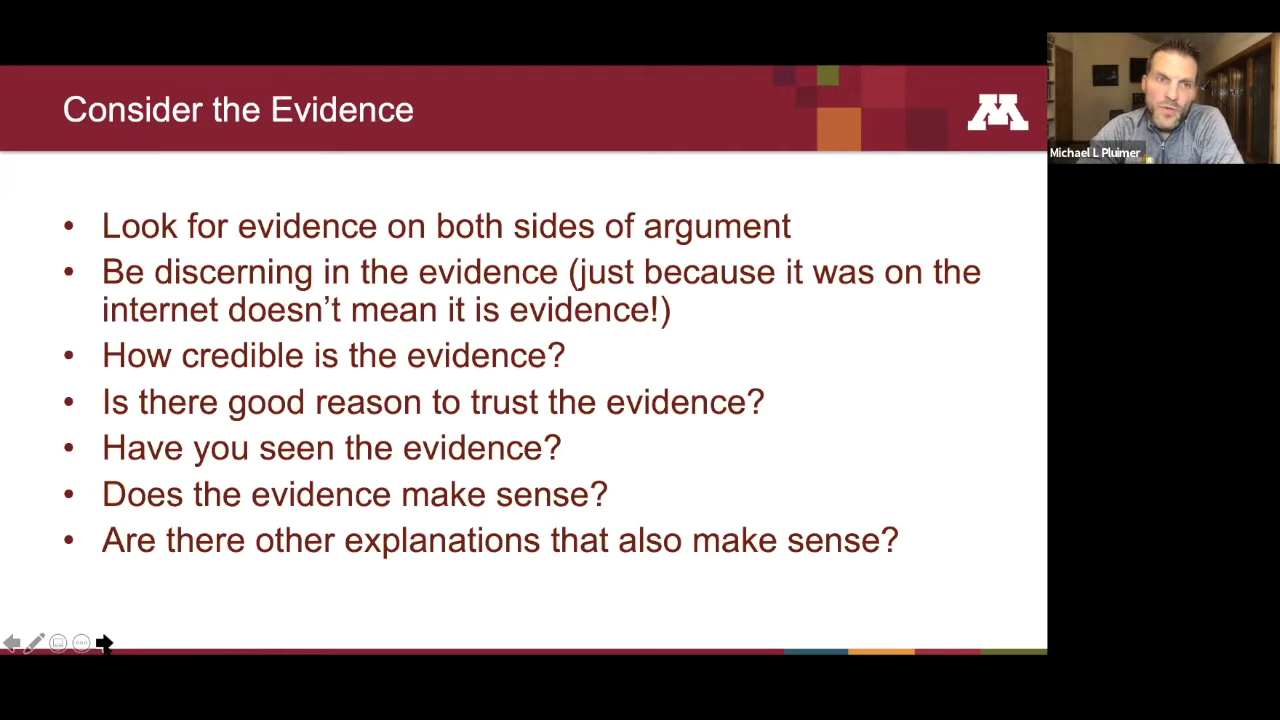 Consider the Evidence
M
Michael L Pluimer
• Look for evidence on both sides of argument
• Be discerning in the evidence (just because it was on the
internet doesn’t mean it is evidence!)
• How credible is the evidence?
• Is there good reason to trust the evidence?
• Have you seen the evidence?
• Does the evidence make sense?
• Are there other explanations that also make sense?